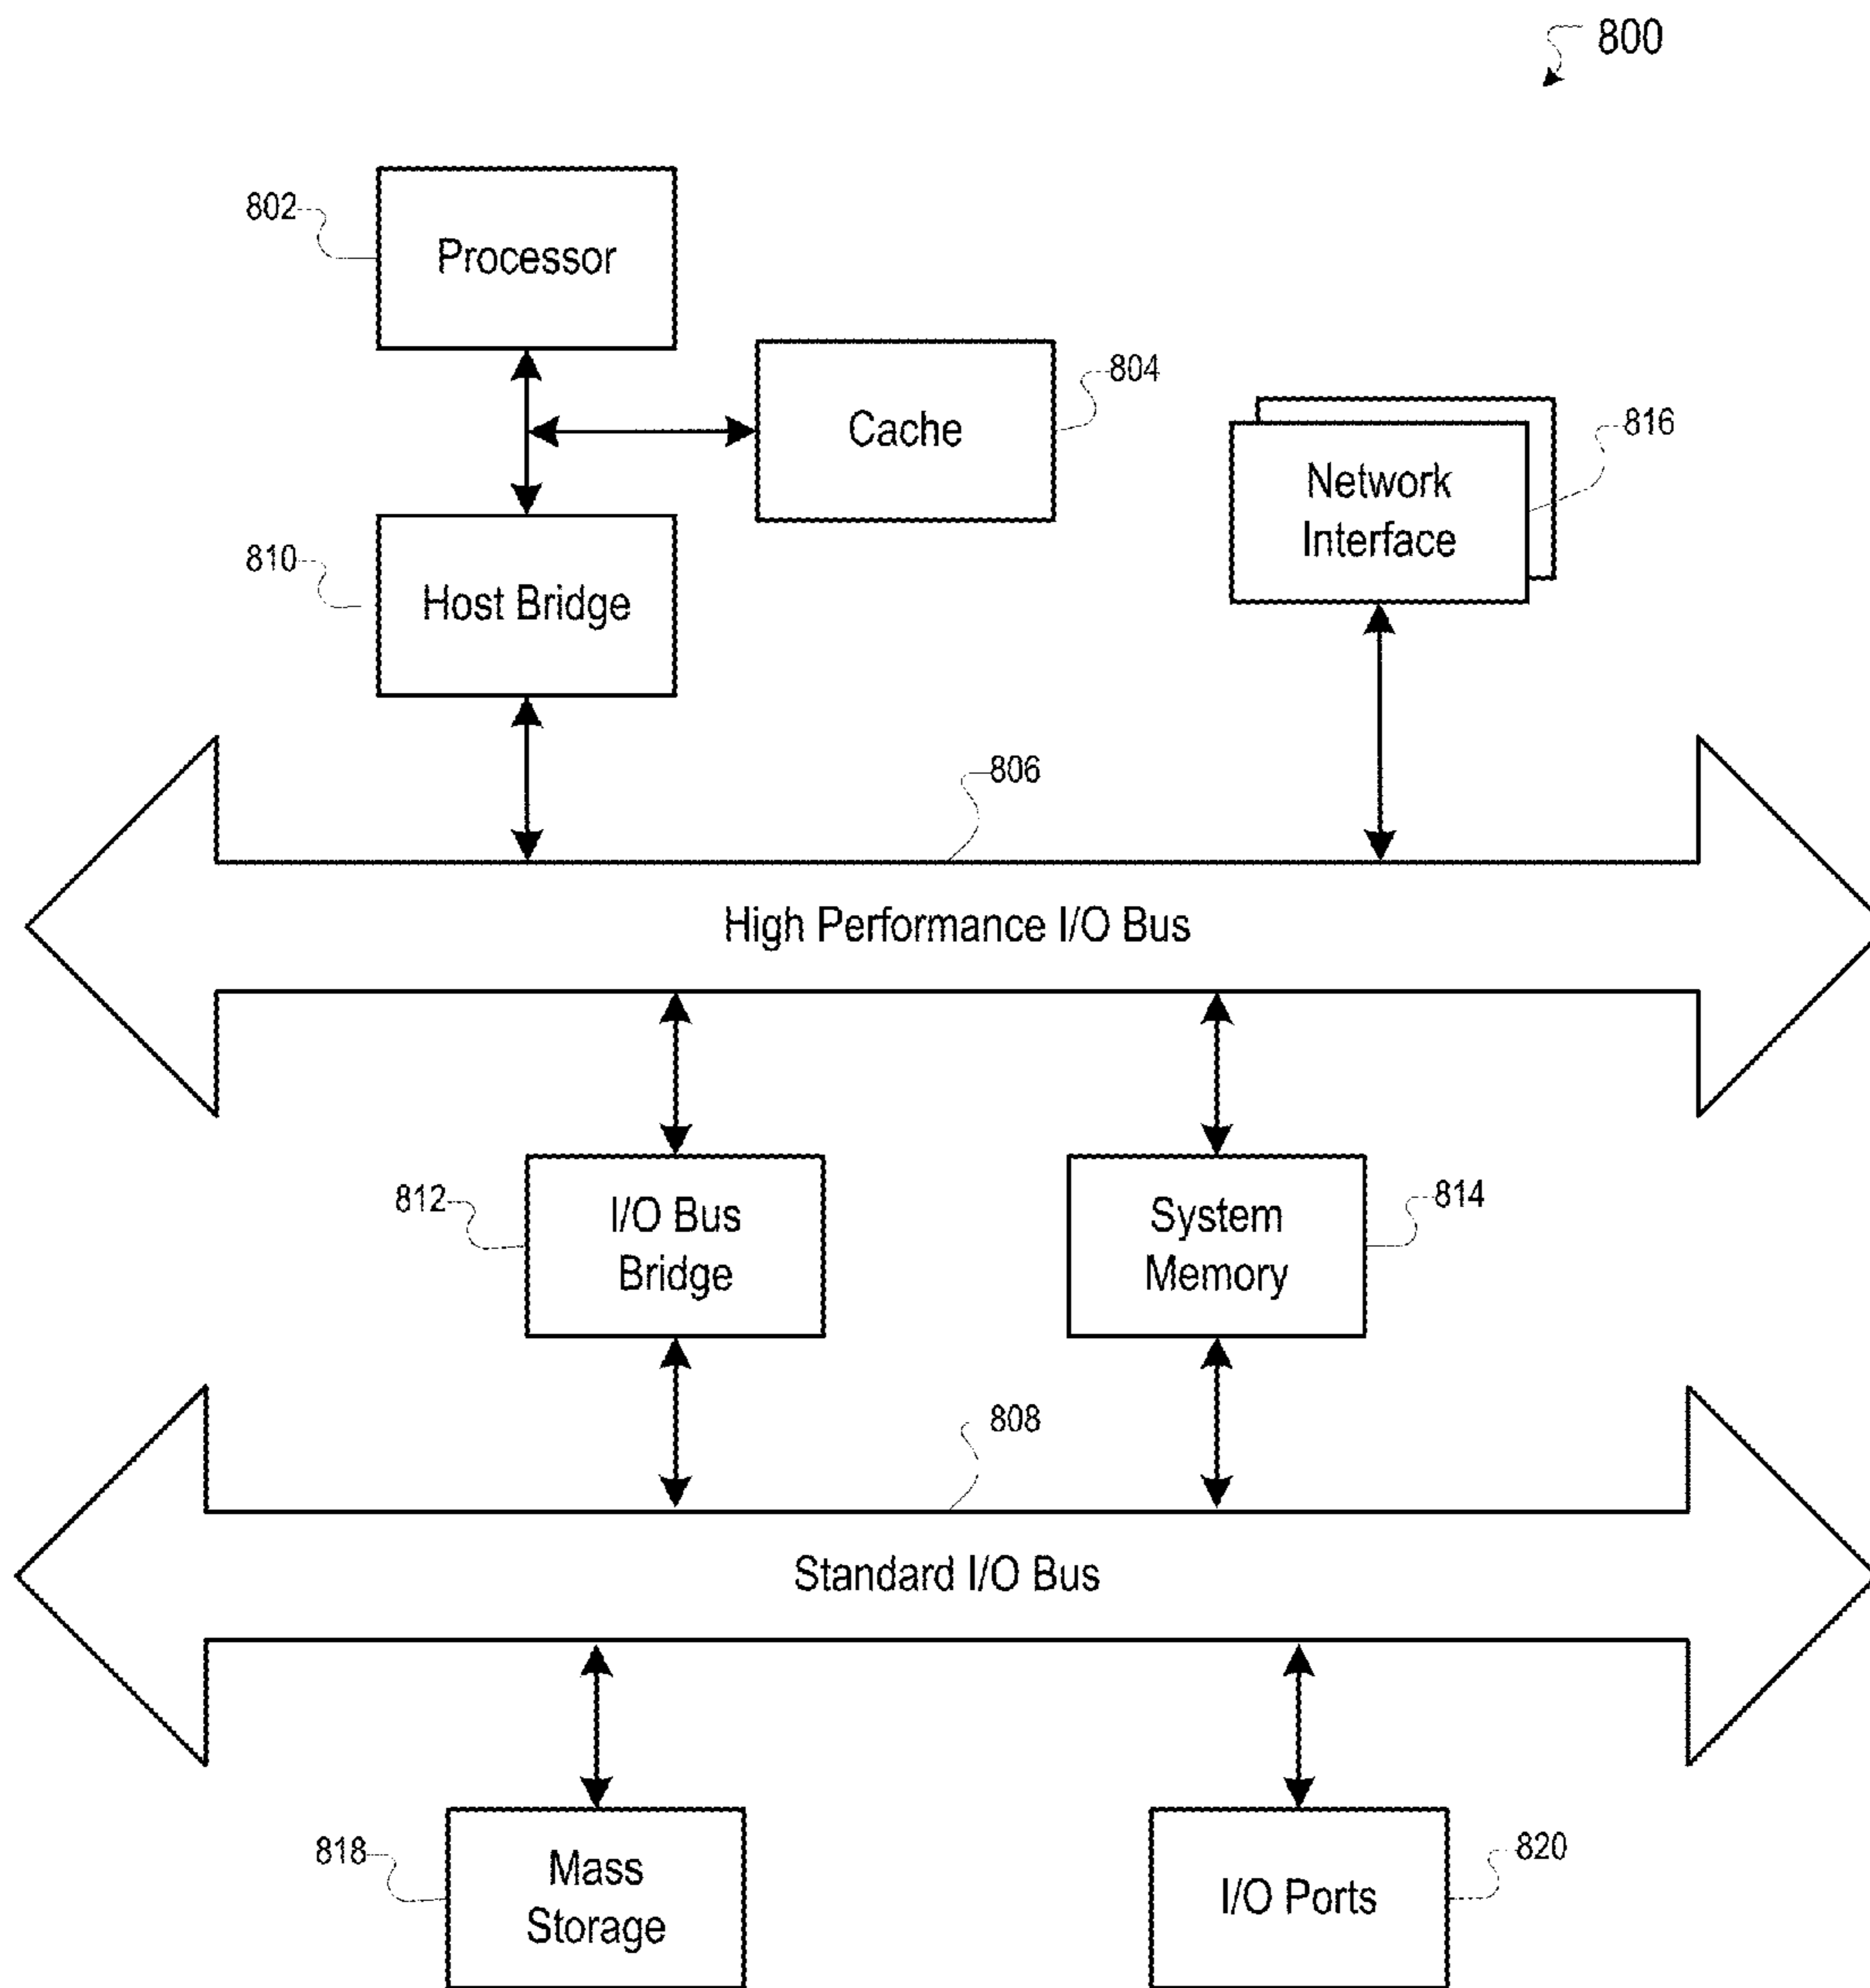 800
802
Processor
804
Cache
816
Network
Interface
810
Host Bridge
806
High Performance I/O Bus
812
I/O Bus
Bridge
System
Memory
814
808
Standard I/O Bus
818
Mass
Storage
I/O Ports
820